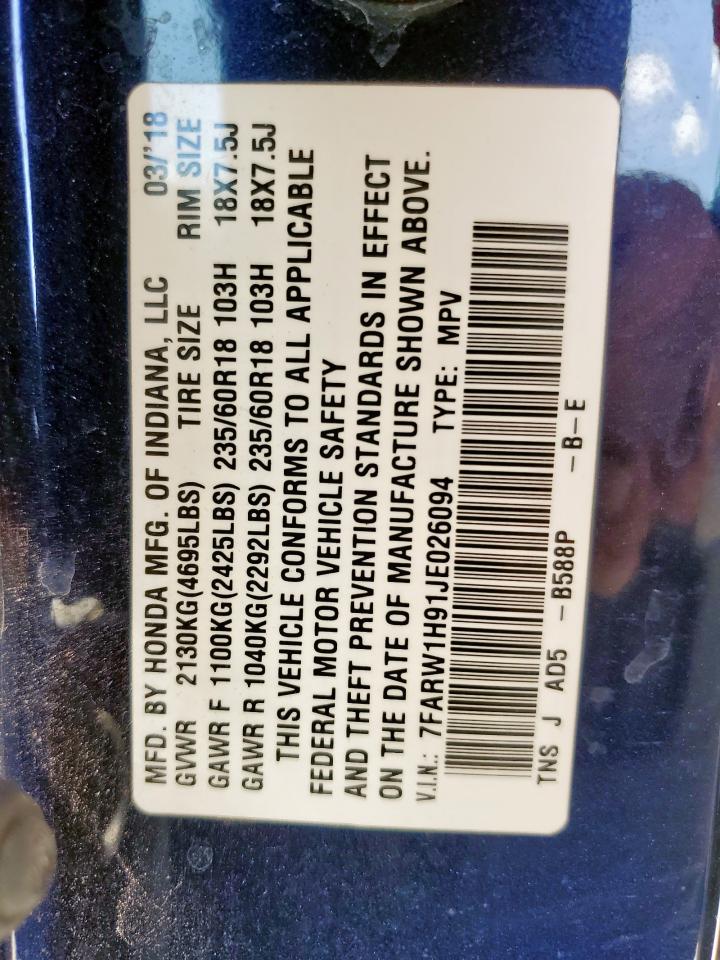 MFD. BY HONDA MFG. OF INDIANA, LLC 03/'18
GVWR 2130KG(4695LBS) TIRE SIZE RIM SIZE
GAWR F 1100KG(2425LBS) 235/60R18 103H 18X7.5J
GAWR R 1040KG(2292LBS) 235/60R18 103H 18X7.5J
THIS VEHICLE CONFORMS TO ALL APPLICABLE
FEDERAL MOTOR VEHICLE SAFETY
AND THEFT PREVENTION STANDARDS IN EFFECT
ON THE DATE OF MANUFACTURE SHOWN ABOVE.
V.I.N.: 7FARW1H91JE026094 TYPE: MPV
TNS J AD5 -B588P -B-E